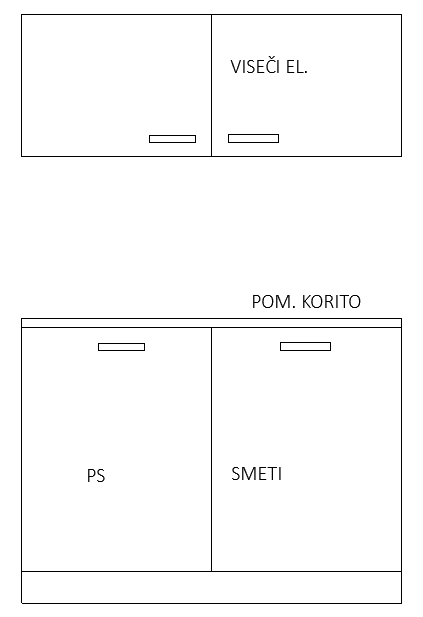 VISEČI EL.
POM. KORITO
PS
SMETI